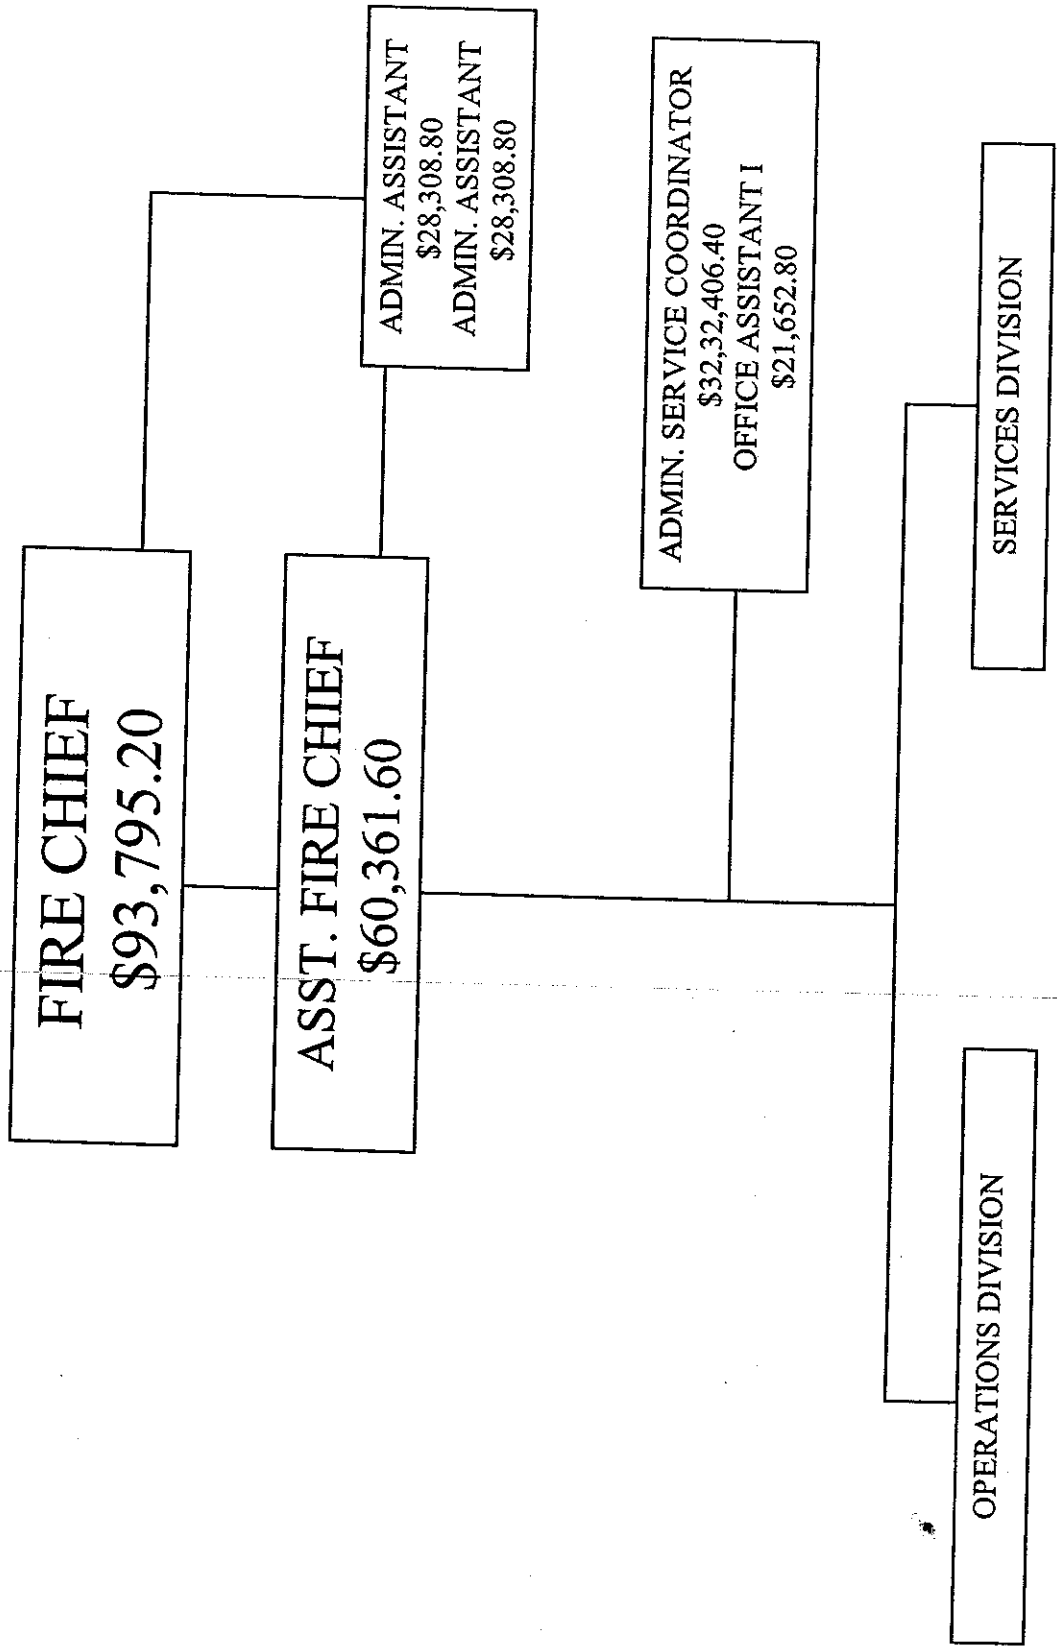 FIRE CHIEF
$93,795.20
ASST. FIRE CHIEF
$60,361.60
ADMIN. ASSISTANT
$28,308.80
ADMIN. ASSISTANT
$28,308.80
ADMIN. SERVICE COORDINATOR
$32,32,406.40
OFFICE ASSISTANT I
$21,652.80
OPERATIONS DIVISION
SERVICES DIVISION